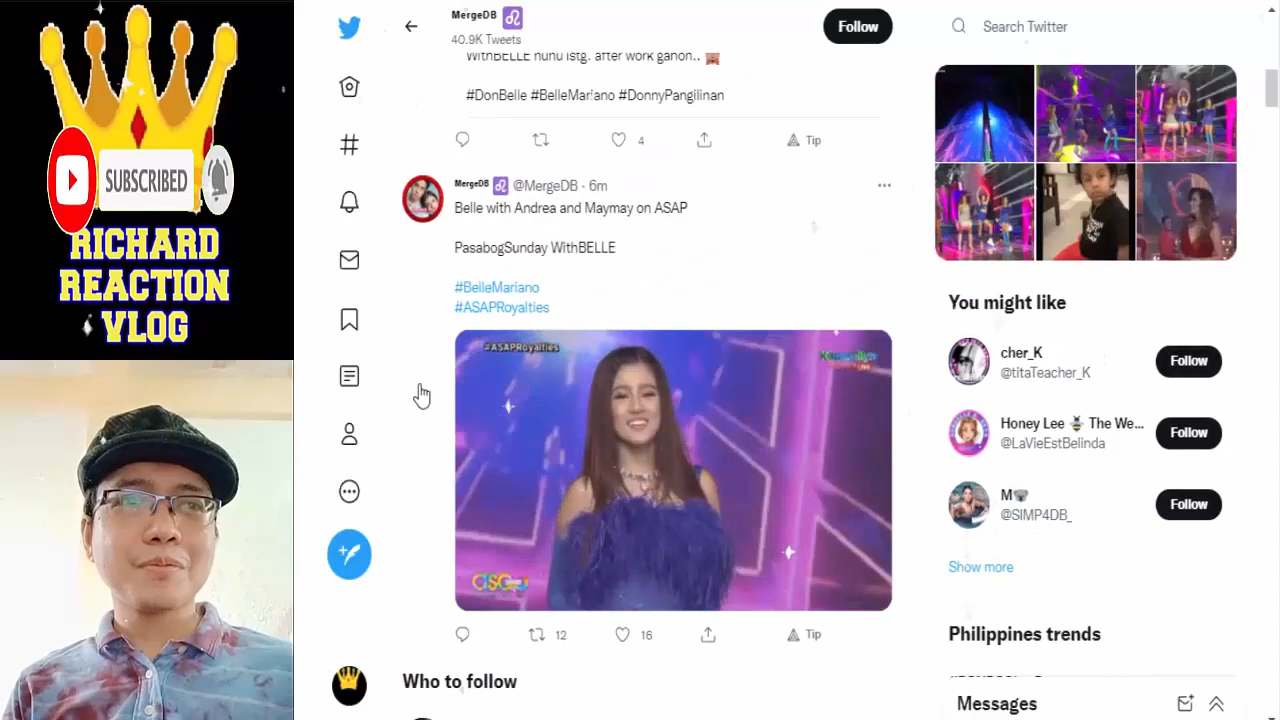 SUBSCRIBED
RICHARD
REACTION
VLOG
MergeDB
40.9K Tweets
Follow
Search Twitter
WithBELLE huhu istg. after work ganon..
#DonBelle #BelleMariano #DonnyPangilinan
4
Tip
MergeDB @MergeDB · 6m
Belle with Andrea and Maymay on ASAP
PasabogSunday WithBELLE
#BelleMariano
#ASAPRoyalties
#ASAPRoyalties
12
16
Tip
Who to follow
You might like
cher_K
@titaTeacher_K
Follow
Honey Lee The We...
@LaVieEstBelinda
Follow
M
@SIMP4DB_
Follow
Show more
Philippines trends
Messages